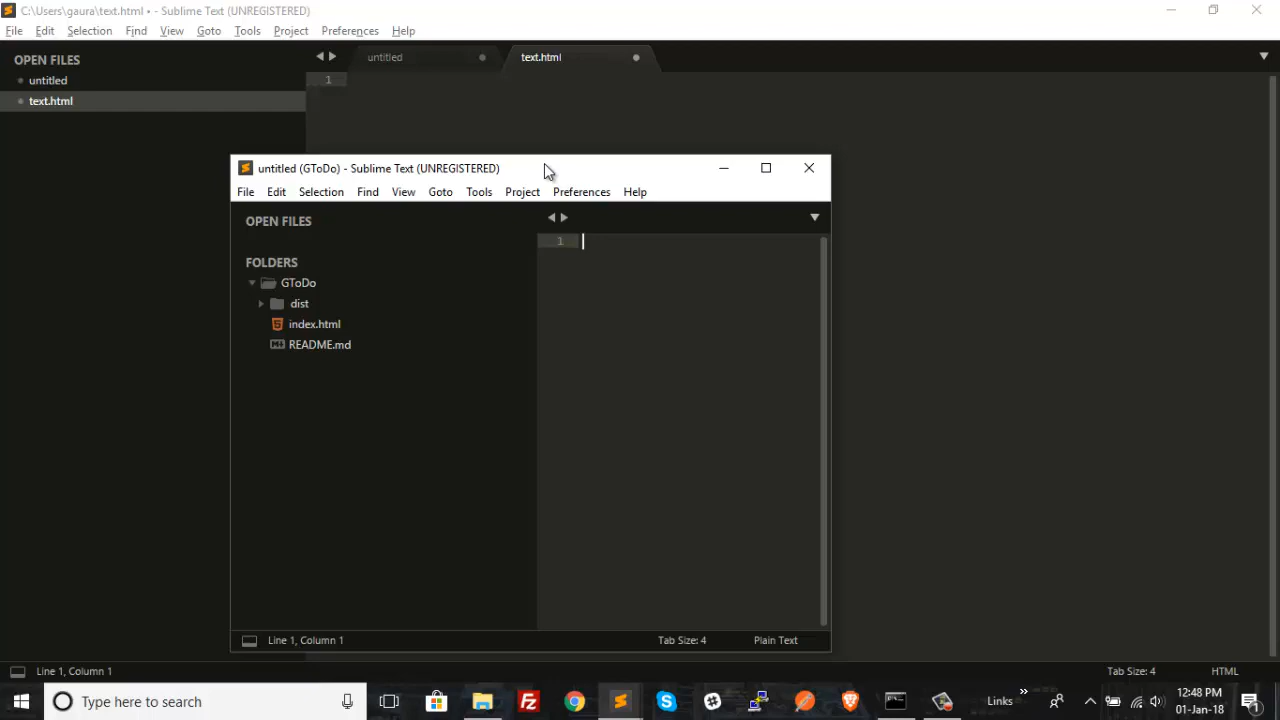 C:\Users\gaura\text.html • - Sublime Text (UNREGISTERED)
File Edit Selection Find View Goto Tools Project Preferences Help
OPEN FILES
untitled
text.html
untitled
text.html
1
untitled (GToDo) - Sublime Text (UNREGISTERED)
File Edit Selection Find View Goto Tools Project Preferences Help
OPEN FILES
FOLDERS
GToDo
dist
index.html
README.md
1
Line 1, Column 1
Tab Size: 4
Plain Text
Line 1, Column 1
Tab Size: 4
HTML
Type here to search
Links
12:48 PM
01-Jan-18
1